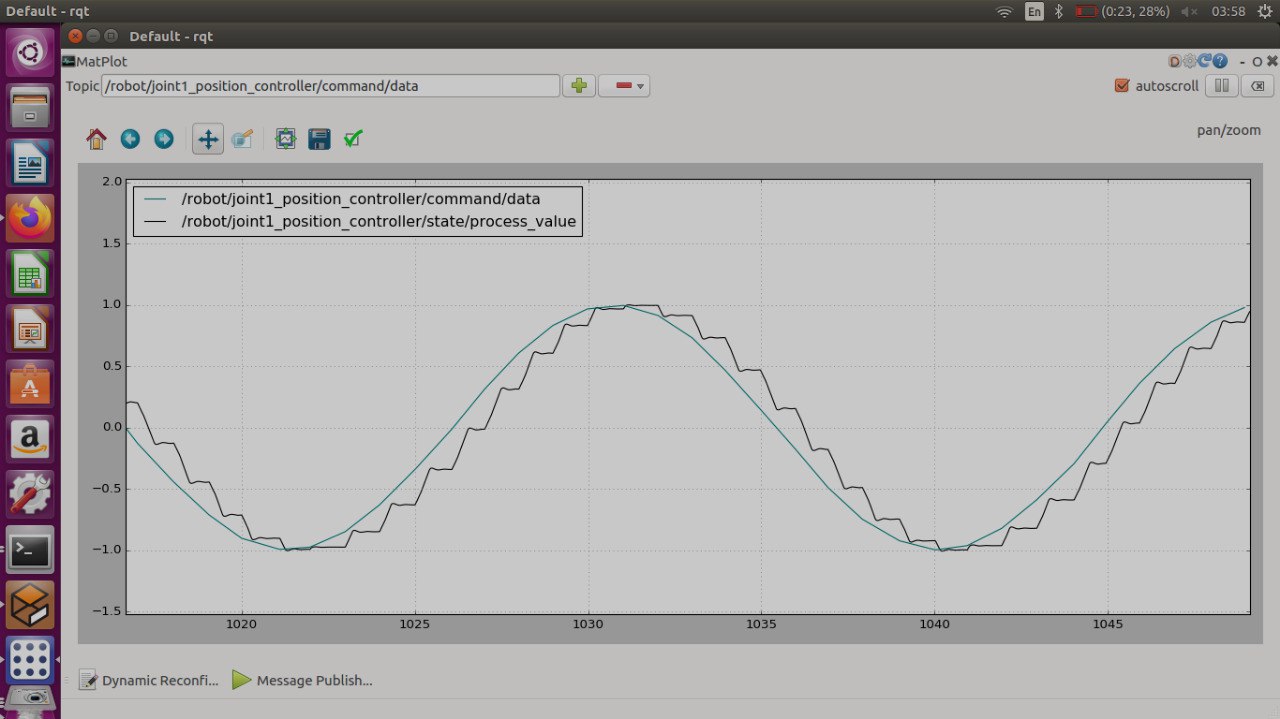 Default - rqt
En
(0:23, 28%)
03:58
Default - rqt
MatPlot
D
C
?
- O
Topic
/robot/joint1_position_controller/command/data
autoscroll
pan/zoom
/robot/joint1_position_controller/command/data
/robot/joint1_position_controller/state/process_value
2.0
1.5
1.0
0.5
0.0
−0.5
−1.0
−1.5
1020
1025
1030
1035
1040
1045
A
a
>_
Dynamic Reconfi...
Message Publish...